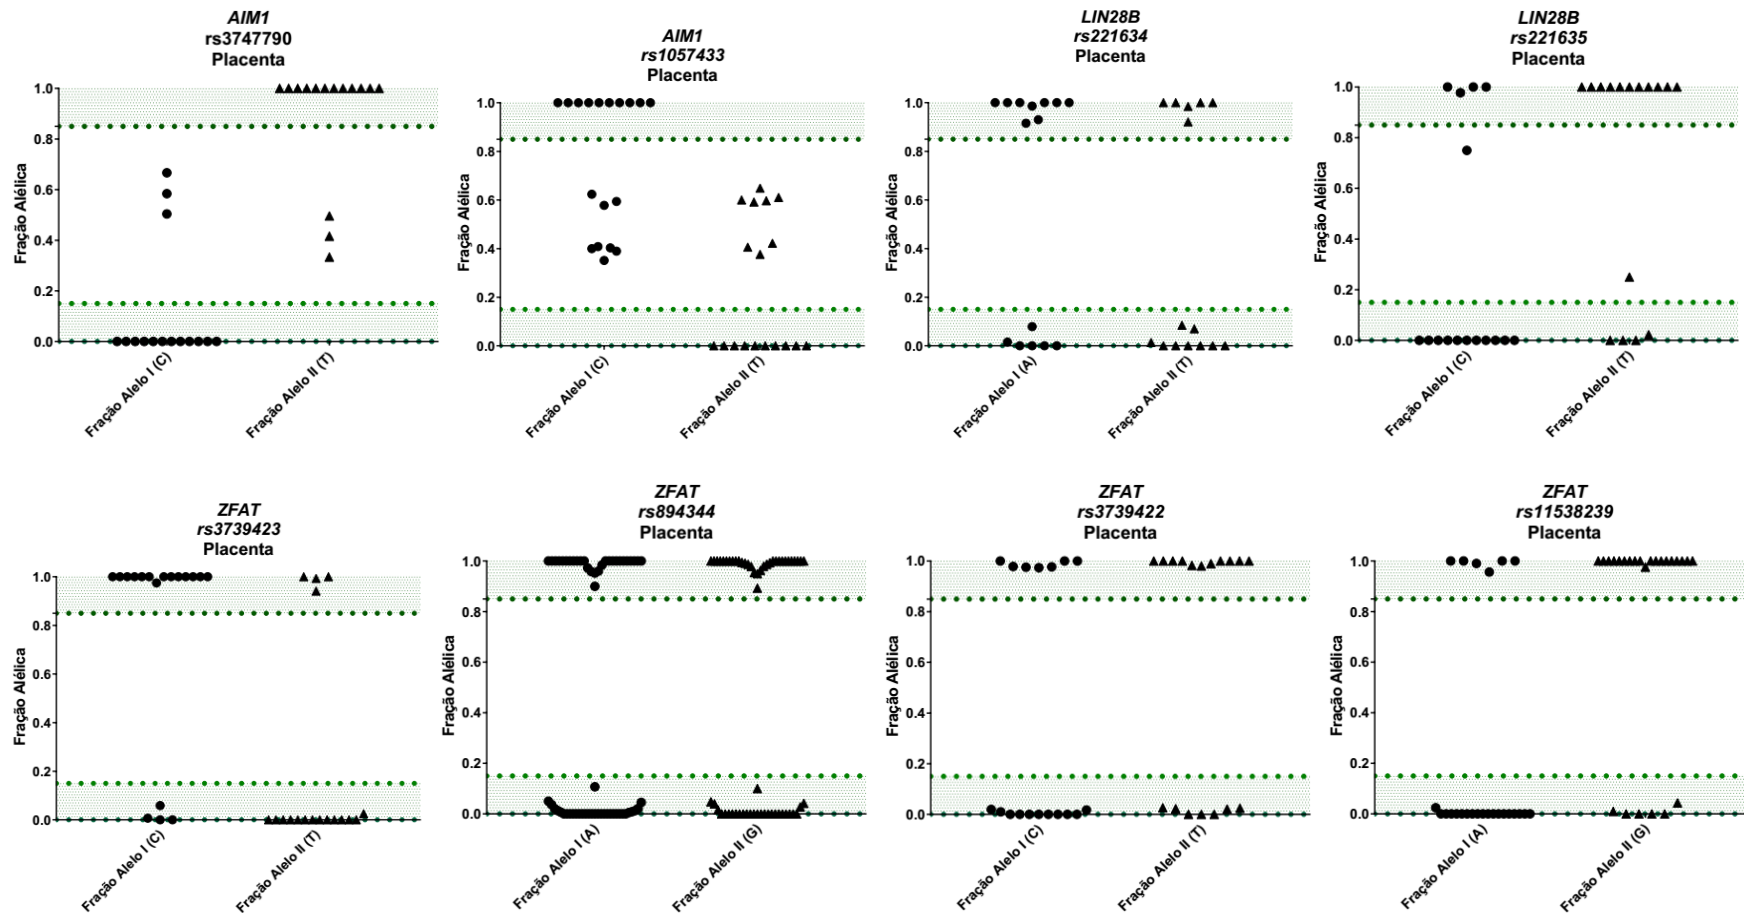 AIM1
rs3747790
Placenta
Fração Alélica
1.0
0.8
0.6
0.4
0.2
0.0
Fração Alelo I (C)
Fração Alelo II (T)
AIM1
rs1057433
Placenta
Fração Alélica
1.0
0.8
0.6
0.4
0.2
0.0
Fração Alelo I (C)
Fração Alelo II (T)
LIN28B
rs221634
Placenta
Fração Alélica
1.0
0.8
0.6
0.4
0.2
0.0
Fração Alelo I (A)
Fração Alelo II (T)
LIN28B
rs221635
Placenta
Fração Alélica
1.0
0.8
0.6
0.4
0.2
0.0
Fração Alelo I (C)
Fração Alelo II (T)
ZFAT
rs3739423
Placenta
Fração Alélica
1.0
0.8
0.6
0.4
0.2
0.0
Fração Alelo I (C)
Fração Alelo II (T)
ZFAT
rs894344
Placenta
Fração Alélica
1.0
0.8
0.6
0.4
0.2
0.0
Fração Alelo I (A)
Fração Alelo II (G)
ZFAT
rs3739422
Placenta
Fração Alélica
1.0
0.8
0.6
0.4
0.2
0.0
Fração Alelo I (C)
Fração Alelo II (T)
ZFAT
rs11538239
Placenta
Fração Alélica
1.0
0.8
0.6
0.4
0.2
0.0
Fração Alelo I (A)
Fração Alelo II (G)